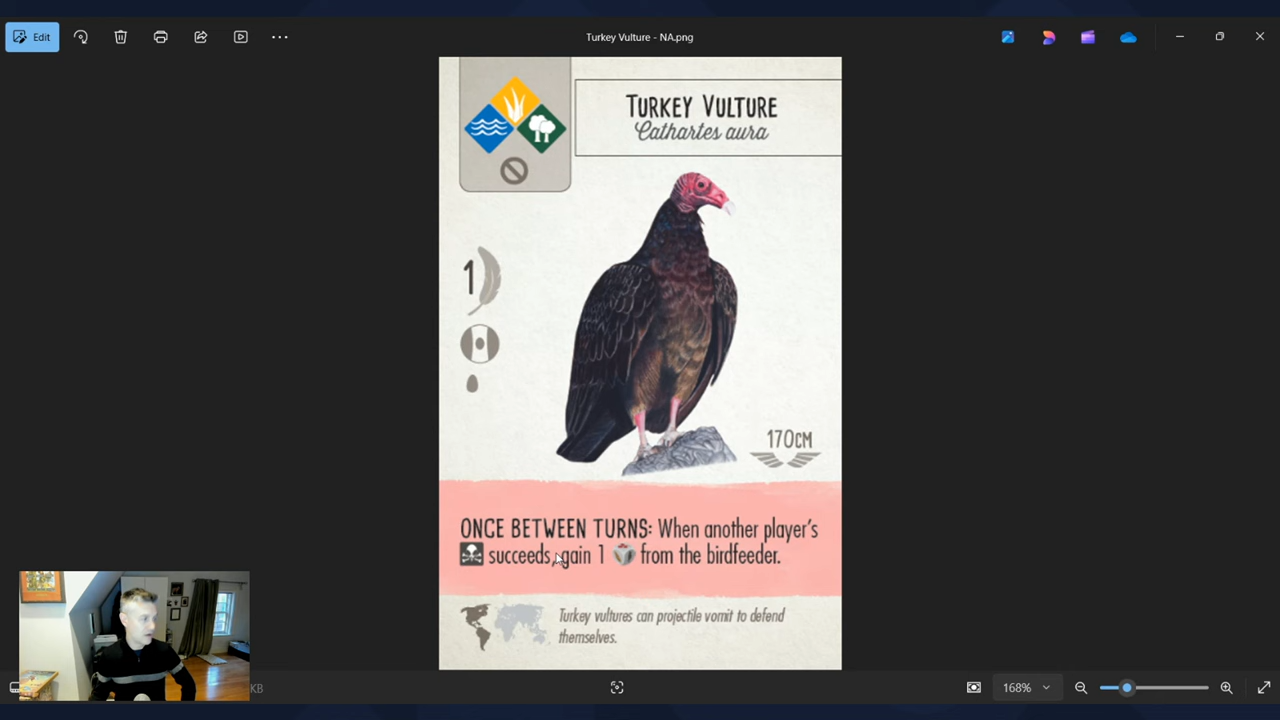 Edit
Turkey Vulture - NA.png
TURKEY VULTURE
Cathartes aura
1
170CM
ONCE BETWEEN TURNS: When another player's
succeeds, gain 1 from the birdfeeder.
Turkey vultures can projectile vomit to defend
themselves.
KB
168%